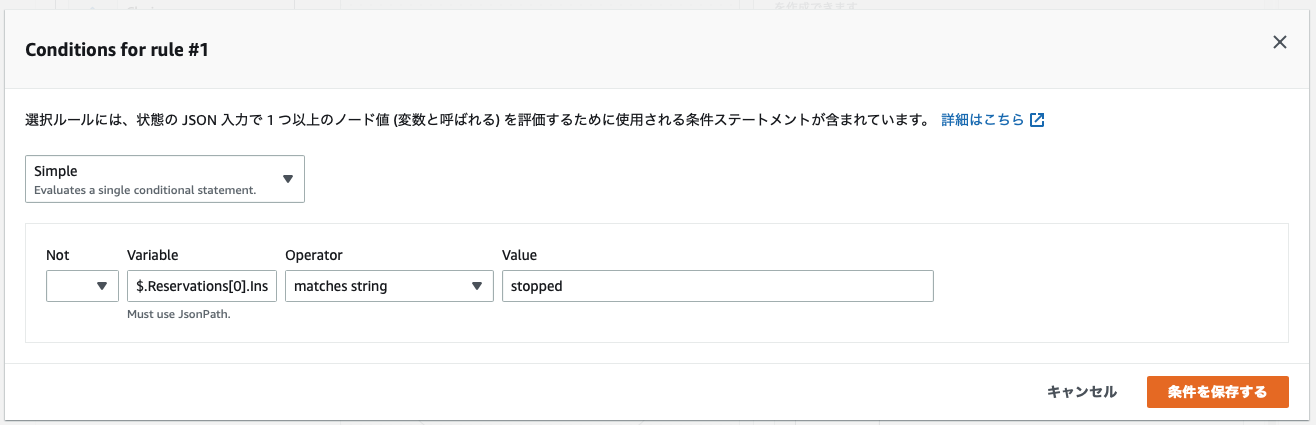 Conditions for rule #1
選択ルールには、状態の JSON 入力で 1 つ以上のノード値 (変数と呼ばれる) を評価するために使用される条件ステートメントが含まれています。 詳細はこちら
Simple
Evaluates a single conditional statement.
Not Variable Operator Value
$.Reservations[0].Ins matches string stopped
Must use JsonPath.
キャンセル 条件を保存する